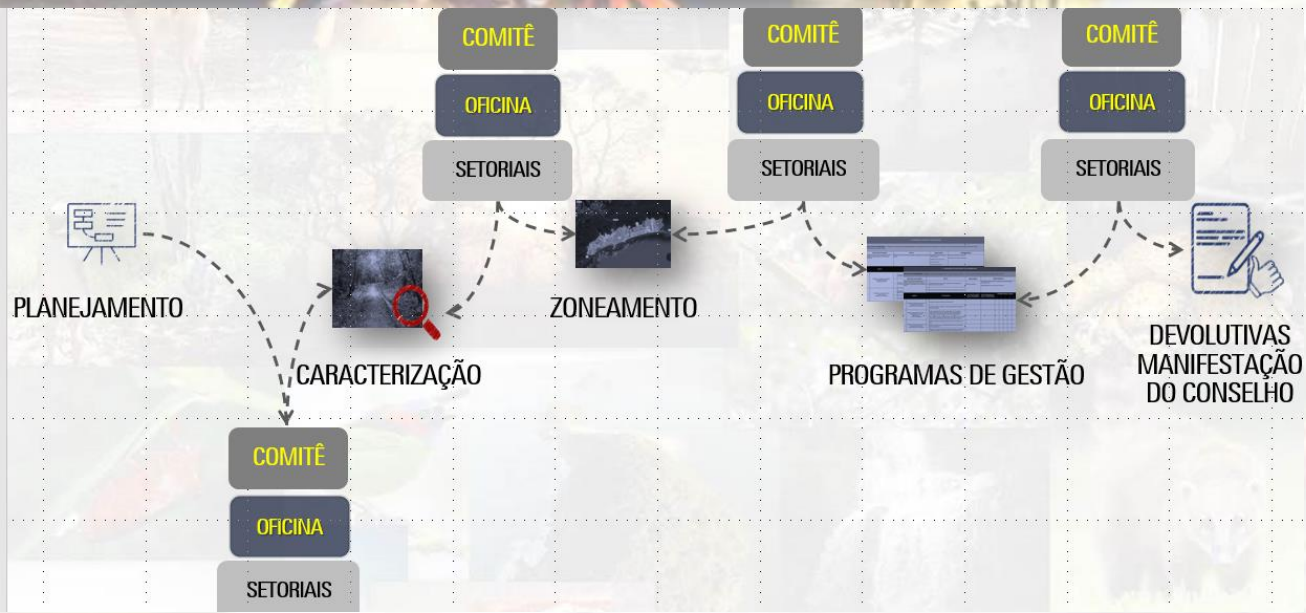 COMITÊ
OFICINA
SETORIAIS
COMITÊ
OFICINA
SETORIAIS
COMITÊ
OFICINA
SETORIAIS
PLANEJAMENTO
CARACTERIZAÇÃO
ZONEAMENTO
PROGRAMAS DE GESTÃO
DEVOLUTIVAS
MANIFESTAÇÃO
DO CONSELHO
COMITÊ
OFICINA
SETORIAIS